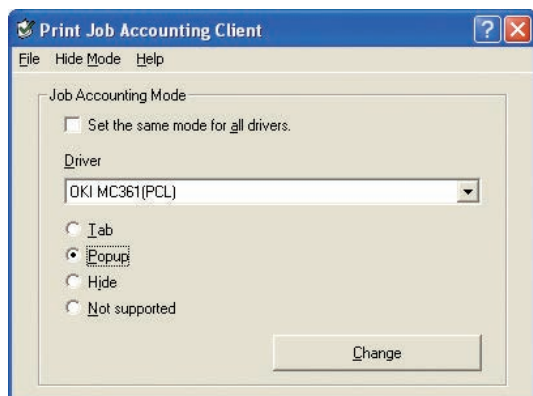 Print Job Accounting Client
File Hide Mode Help
Job Accounting Mode
Set the same mode for all drivers.
Driver
OKI MC361(PCL)
Tab
Popup
Hide
Not supported
Change